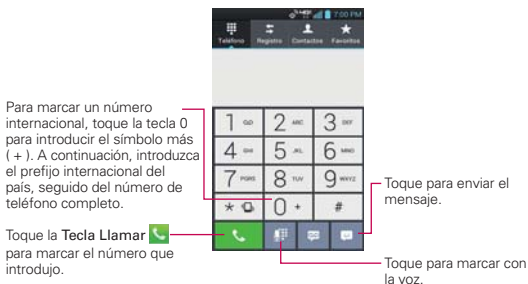 7:00 PM
Teléfono Registro Contactos Favoritos
Para marcar un número
internacional, toque la tecla 0
para introducir el símbolo más
( + ). A continuación, introduzca
el prefijo internacional del
país, seguido del número de
teléfono completo.
Toque la Tecla Llamar
para marcar el número que
introdujo.
1
2 ABC
3 DEF
4 GHI
5 JKL
6 MNO
7 PQRS
8 TUV
9 WXYZ
*
0 +
#
Toque para enviar el
mensaje.
Toque para marcar con
la voz.